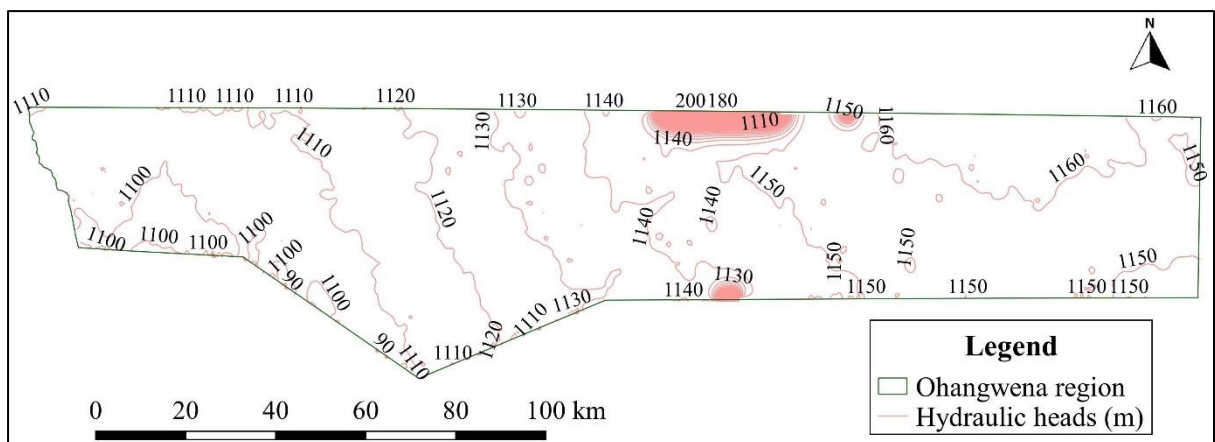 N
1110 1110 1110 1110 1120 1130 1140 200180 1150 1160
1110 1130 1140 1110 1160 1160 1150
1100 1120 1140 1140 1150
1100 1100 1100 1100 1100 1150 1150 1150
90 1100 1140 1130 1150 1150 1150 1150
90 1110 1110 1120 1110 1130
0 20 40 60 80 100 km
Legend
Ohangwena region
Hydraulic heads (m)